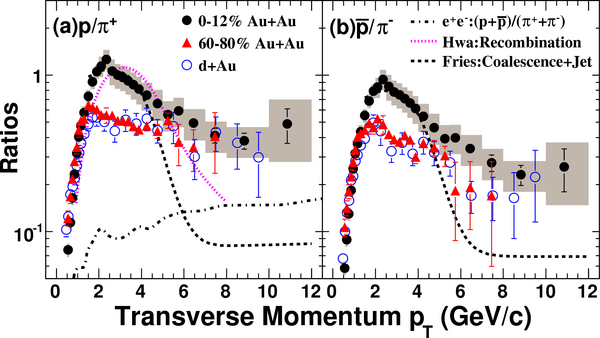 (a)p/π⁺
0-12% Au+Au
60-80% Au+Au
d+Au
(b)p̅/π⁻
e⁺e⁻:(p+p̅)/(π⁺+π⁻)
Hwa:Recombination
Fries:Coalescence+Jet
Ratios
1
10⁻¹
0 2 4 6 8 10 12
0 2 4 6 8 10 12
Transverse Momentum p_T (GeV/c)